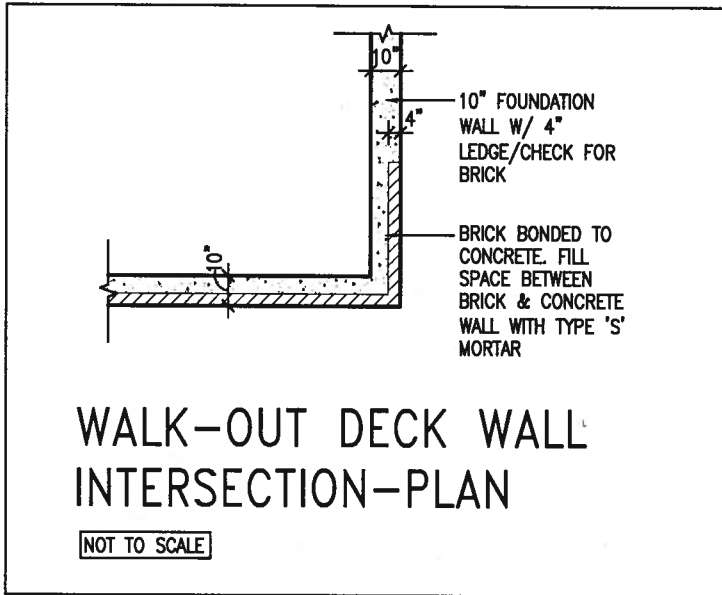 10"
10" FOUNDATION
WALL W/ 4"
LEDGE/CHECK FOR
BRICK
4"
BRICK BONDED TO
CONCRETE. FILL
SPACE BETWEEN
BRICK & CONCRETE
WALL WITH TYPE 'S'
MORTAR
10"
WALK-OUT DECK WALL
INTERSECTION-PLAN
NOT TO SCALE